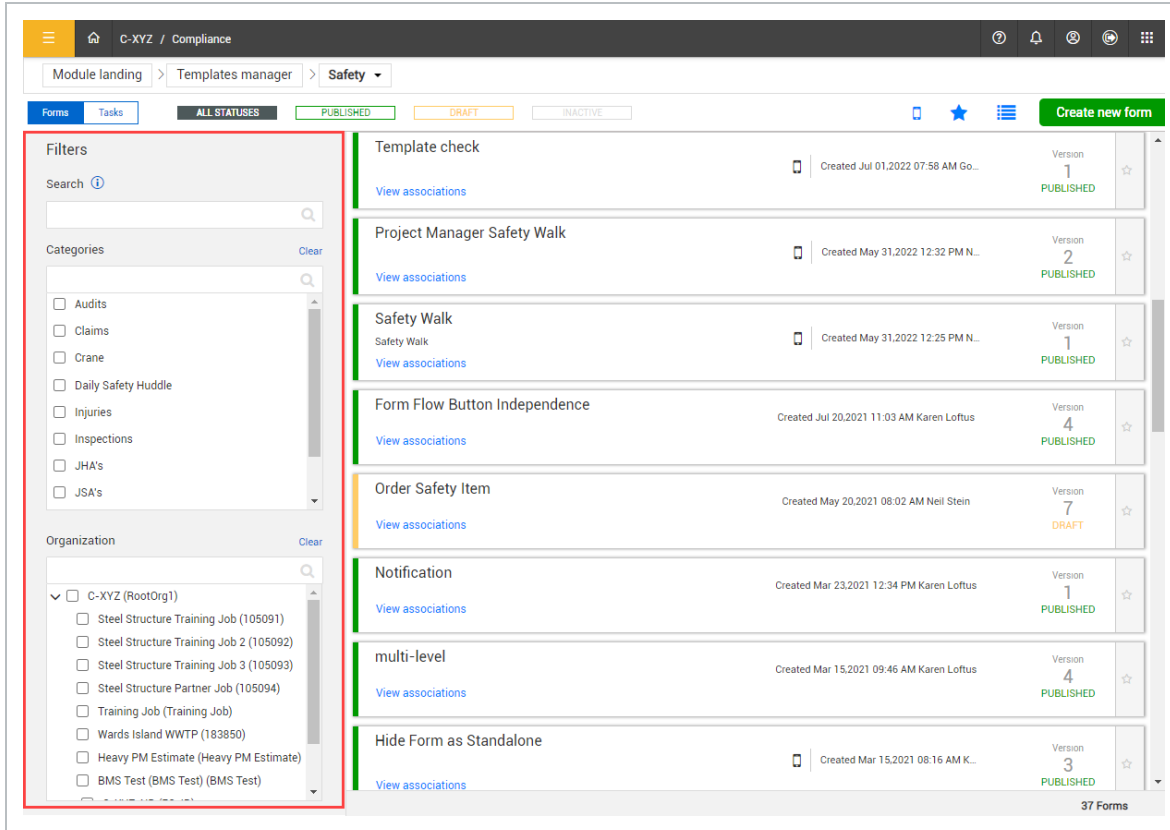 C-XYZ / Compliance
Module landing > Templates manager > Safety
Forms Tasks ALL STATUSES PUBLISHED DRAFT INACTIVE Create new form
Filters
Search
Categories Clear
Audits
Claims
Crane
Daily Safety Huddle
Injuries
Inspections
JHA's
JSA's
Organization Clear
C-XYZ (RootOrg1)
Steel Structure Training Job (105091)
Steel Structure Training Job 2 (105092)
Steel Structure Training Job 3 (105093)
Steel Structure Partner Job (105094)
Training Job (Training Job)
Wards Island WWTP (183850)
Heavy PM Estimate (Heavy PM Estimate)
BMS Test (BMS Test) (BMS Test)
Template check
Created Jul 01,2022 07:58 AM Go...
Version
1
PUBLISHED
View associations
Project Manager Safety Walk
Created May 31,2022 12:32 PM N...
Version
2
PUBLISHED
View associations
Safety Walk
Safety Walk
Created May 31,2022 12:25 PM N...
Version
1
PUBLISHED
View associations
Form Flow Button Independence
Created Jul 20,2021 11:03 AM Karen Loftus
Version
4
PUBLISHED
View associations
Order Safety Item
Created May 20,2021 08:02 AM Neil Stein
Version
7
DRAFT
View associations
Notification
Created Mar 23,2021 12:34 PM Karen Loftus
Version
1
PUBLISHED
View associations
multi-level
Created Mar 15,2021 09:46 AM Karen Loftus
Version
4
PUBLISHED
View associations
Hide Form as Standalone
Created Mar 15,2021 08:16 AM K...
Version
3
PUBLISHED
View associations
37 Forms